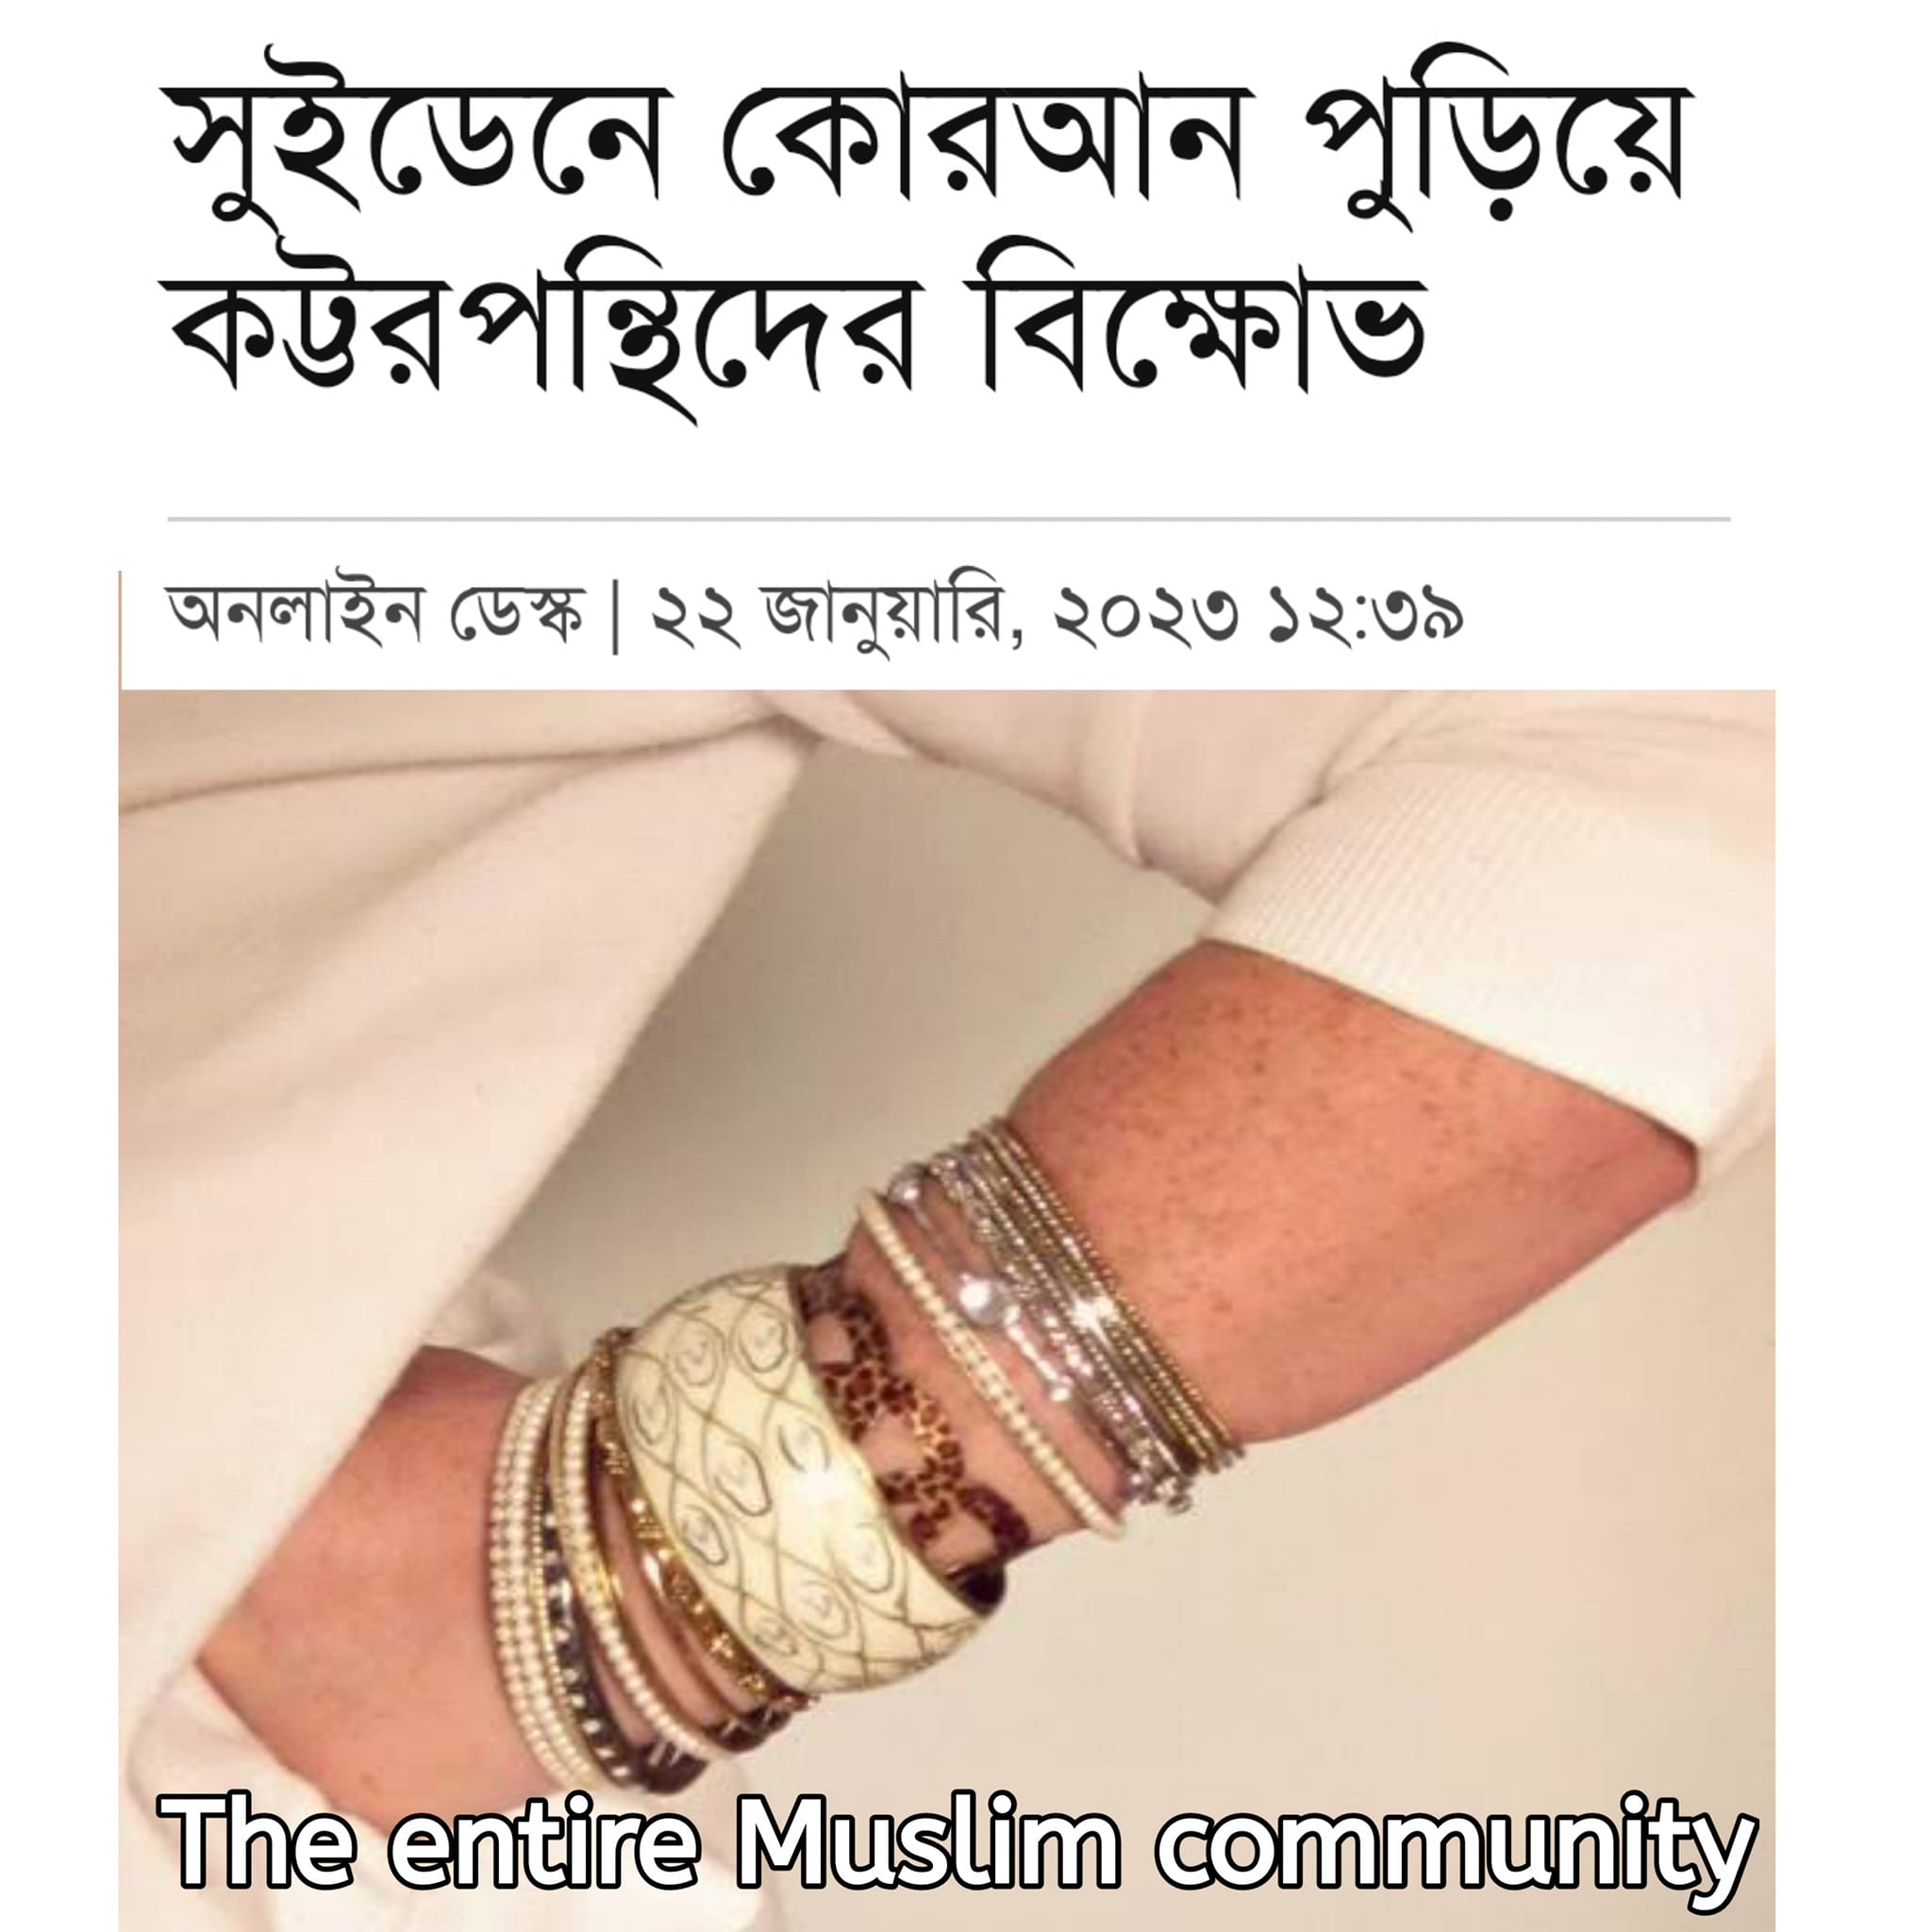 সুইডেনে কোরআন পুড়িয়ে
কট্টরপন্থিদের বিক্ষোভ
অনলাইন ডেস্ক | ২২ জানুয়ারি, ২০২৩ ১২:৩৯
The entire Muslim community